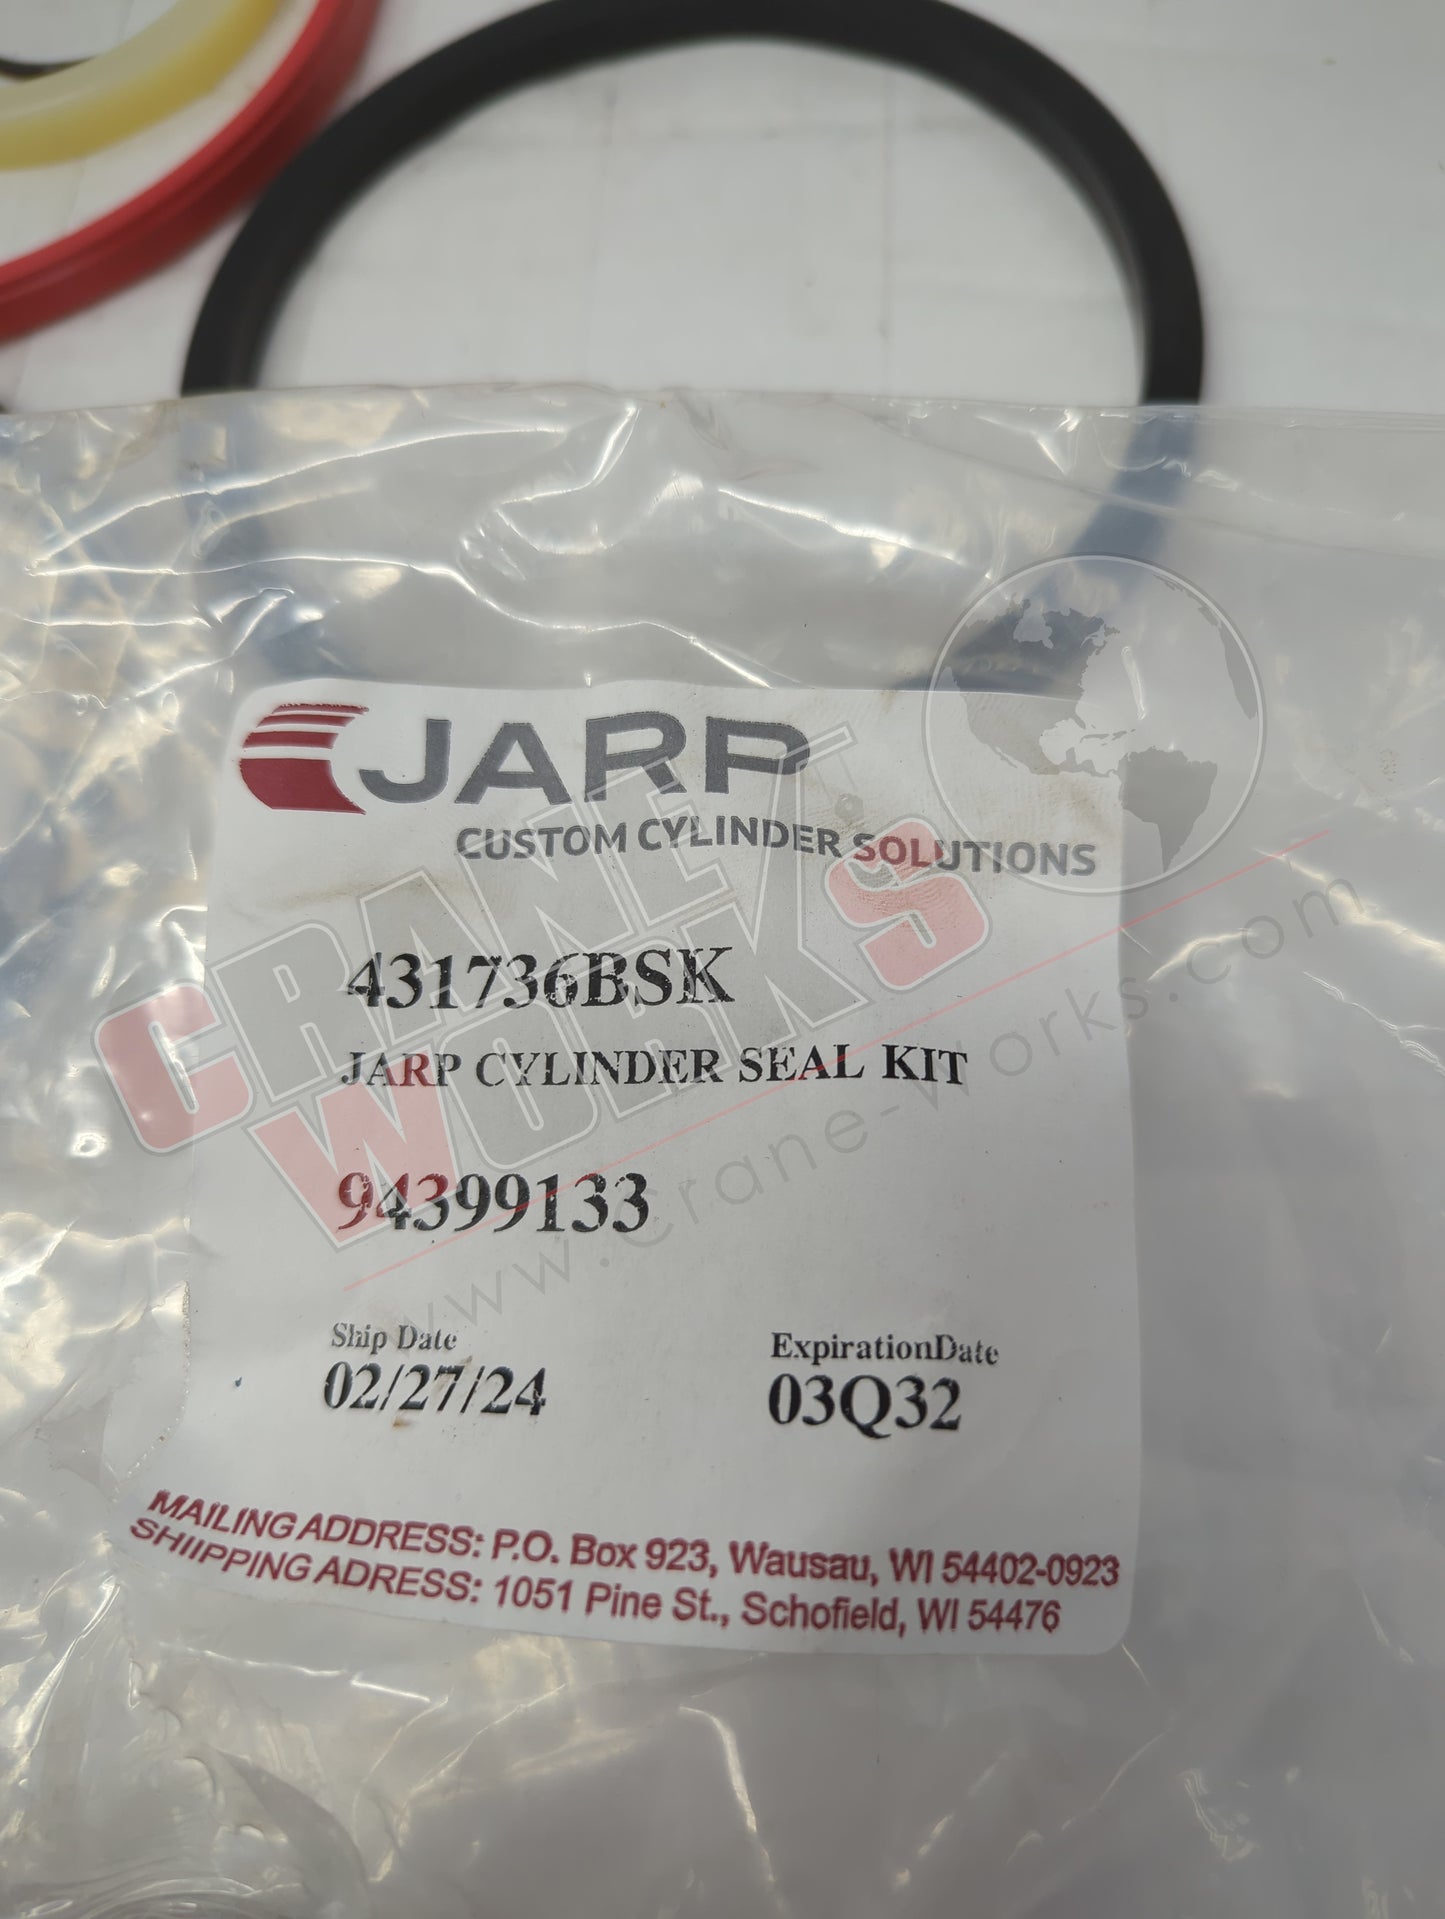 JARP
CUSTOM CYLINDER SOLUTIONS
431736BSK
JARP CYLINDER SEAL KIT
94399133
Ship Date
ExpirationDate
02/27/24
03Q32
MAILING ADDRESS: P.O. Box 923, Wausau, WI 54402-0923
SHIIPPING ADRESS: 1051 Pine St., Schofield, WI 54476
CRANE
WORKS
www.crane-works.com